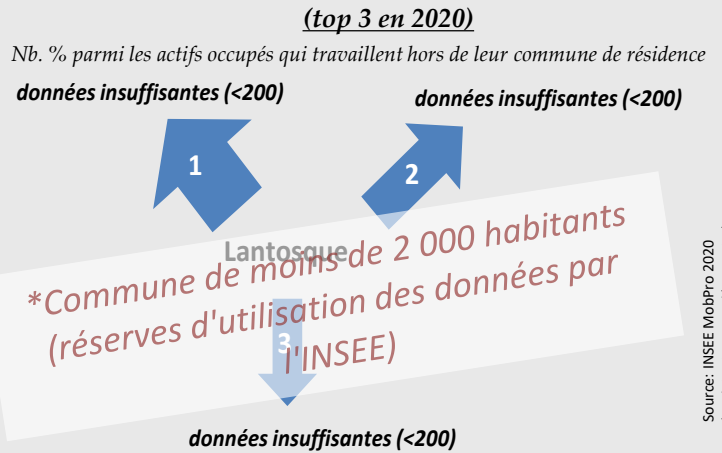 (top 3 en 2020)
Nb. % parmi les actifs occupés qui travaillent hors de leur commune de résidence
données insuffisantes (<200)
données insuffisantes (<200)
1
2
Lantosque
*Commune de moins de 2 000 habitants
(réserves d'utilisation des données par
l'INSEE)
3
données insuffisantes (<200)
Source: INSEE MobPro 2020